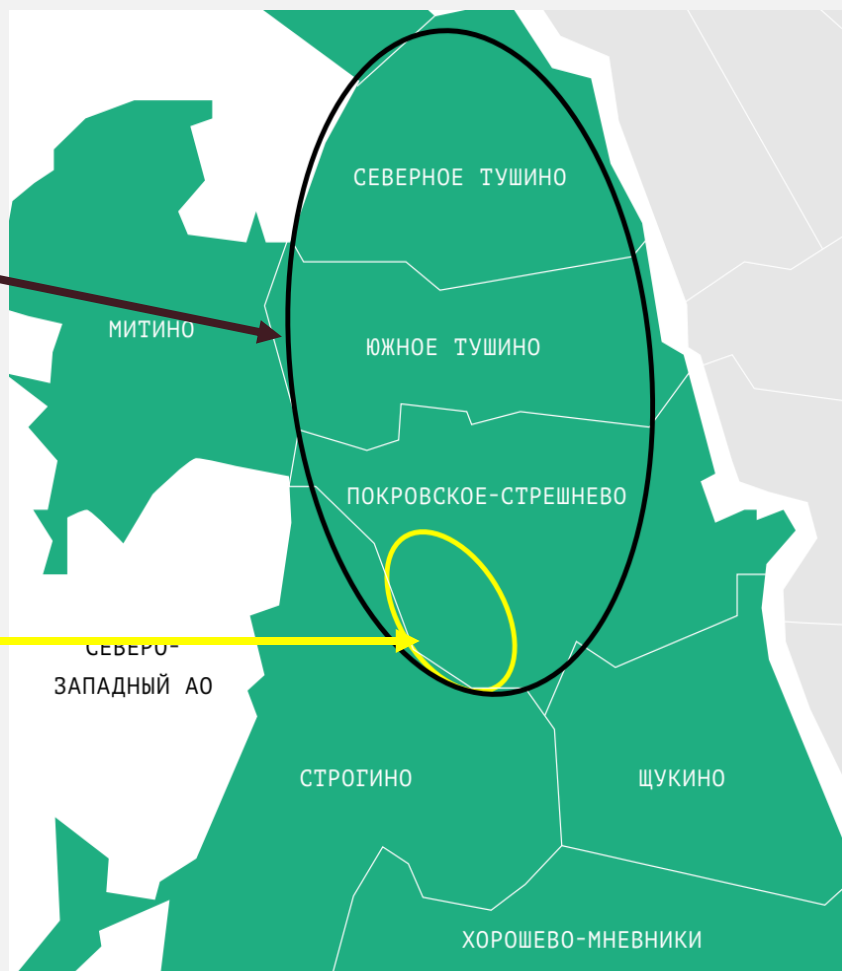 СЕВЕРНОЕ ТУШИНО
МИТИНО
ЮЖНОЕ ТУШИНО
ПОКРОВСКОЕ-СТРЕШНЕВО
СЕВЕРО-
ЗАПАДНЫЙ АО
СТРОГИНО
ЩУКИНО
ХОРОШЕВО-МНЕВНИКИ